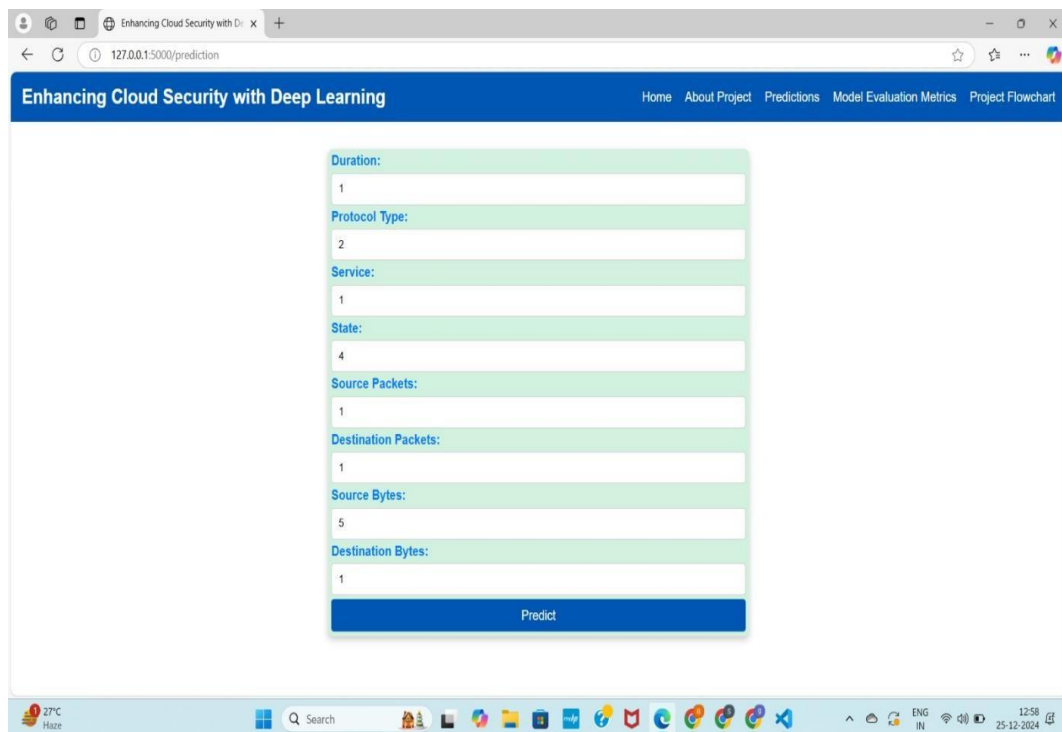 Enhancing Cloud Security with De
127.0.0.1:5000/prediction
Enhancing Cloud Security with Deep Learning
Home About Project Predictions Model Evaluation Metrics Project Flowchart
Duration:
1
Protocol Type:
2
Service:
1
State:
4
Source Packets:
1
Destination Packets:
1
Source Bytes:
5
Destination Bytes:
1
Predict
1
27°C
Haze
Search
ENG
IN
12:58
25-12-2024